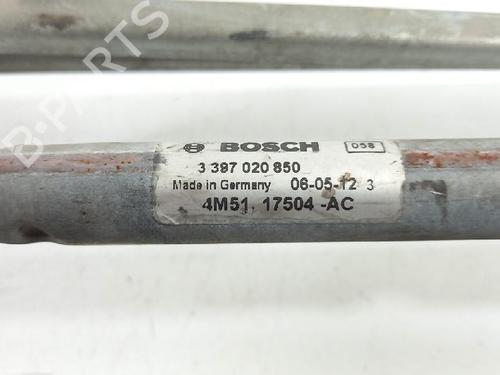 B-PARTS
BOSCH 058
3 397 020 850
Made in Germany 06-05-12 3
4M51, 17504 -AC